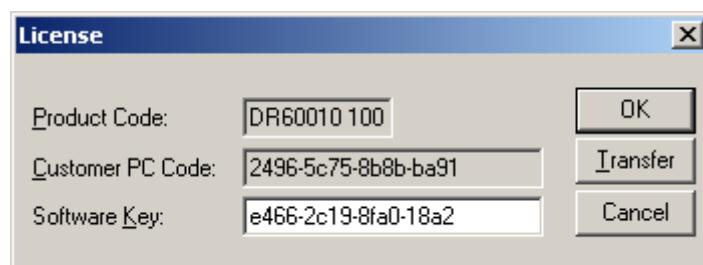 License
Product Code: DR60010 100 OK
Customer PC Code: 2496-5c75-8b8b-ba91 Transfer
Software Key: e466-2c19-8fa0-18a2 Cancel